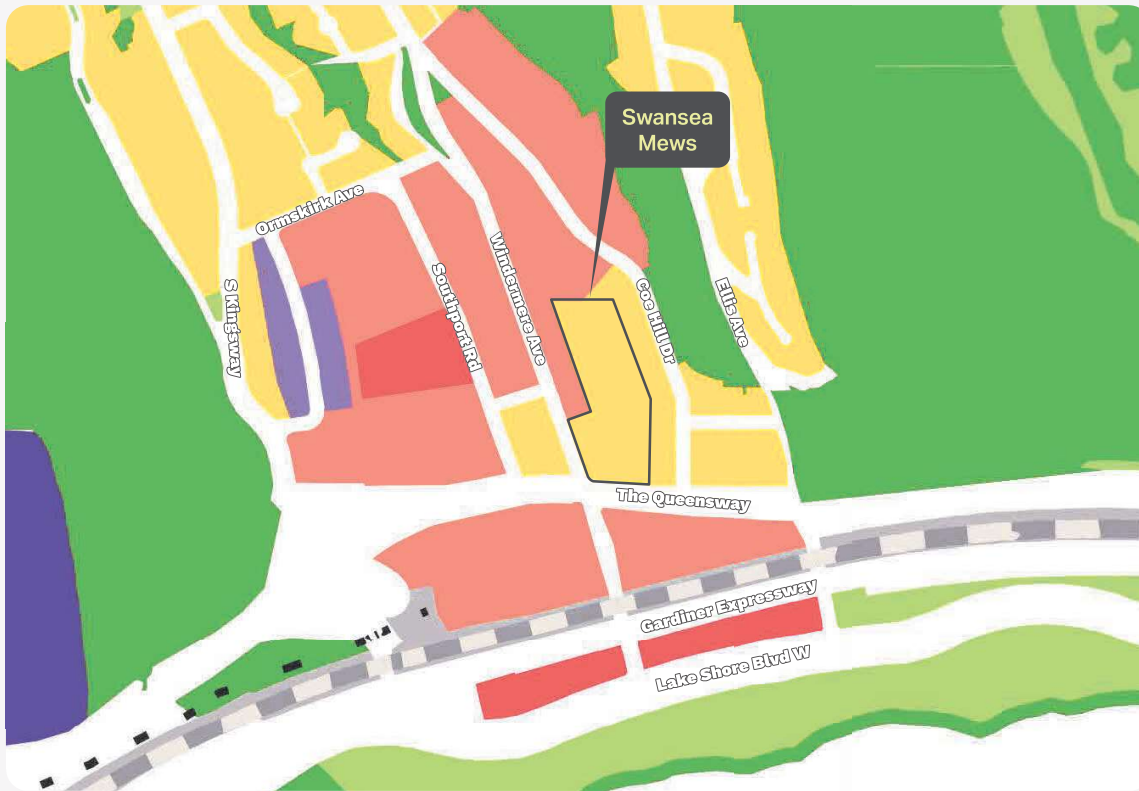 Swansea
Mews
Ormskirk Ave
S Kingsway
Southport Rd
Windermere Ave
Coe Hill Dr
Ellis Ave
The Queensway
Gardiner Expressway
Lake Shore Blvd W